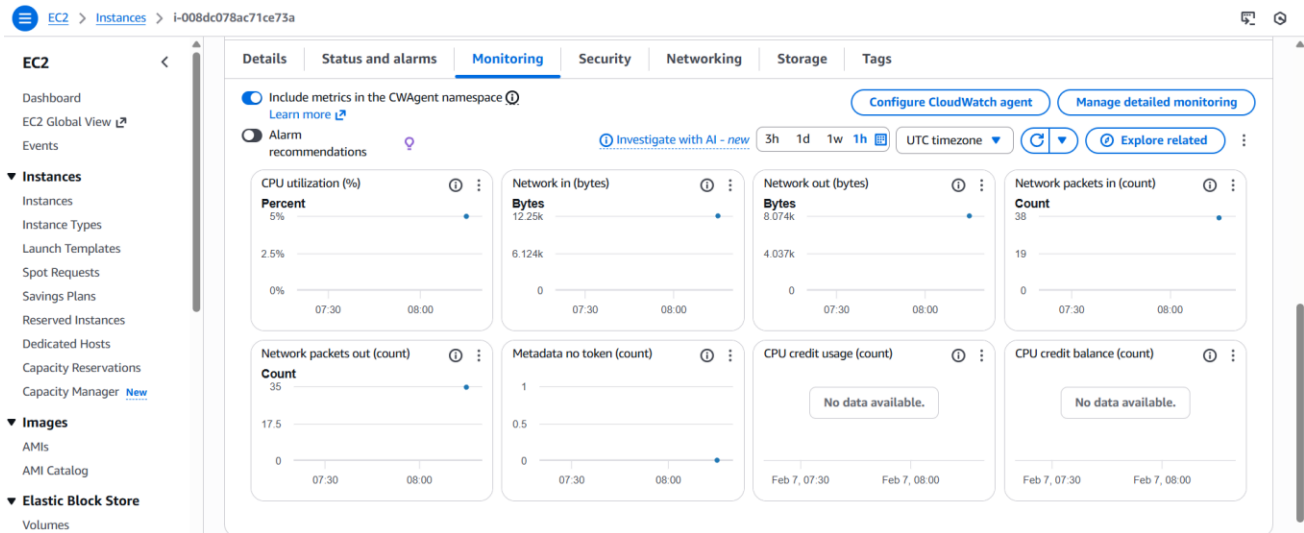 EC2 > Instances > i-008dc078ac71ce73a
EC2
Dashboard
EC2 Global View
Events
Instances
Instances
Instance Types
Launch Templates
Spot Requests
Savings Plans
Reserved Instances
Dedicated Hosts
Capacity Reservations
Capacity Manager New
Images
AMIs
AMI Catalog
Elastic Block Store
Volumes
Details Status and alarms Monitoring Security Networking Storage Tags
Include metrics in the CWAgent namespace
Learn more
Configure CloudWatch agent Manage detailed monitoring
Alarm
recommendations
Investigate with AI - new 3h 1d 1w 1h UTC timezone Explore related
CPU utilization (%)
Percent
5%
2.5%
0%
07:30 08:00
Network in (bytes)
Bytes
12.25k
6.124k
0
07:30 08:00
Network out (bytes)
Bytes
8.074k
4.037k
0
07:30 08:00
Network packets in (count)
Count
38
19
0
07:30 08:00
Network packets out (count)
Count
35
17.5
0
07:30 08:00
Metadata no token (count)
1
0.5
0
07:30 08:00
CPU credit usage (count)
No data available.
Feb 7, 07:30 Feb 7, 08:00
CPU credit balance (count)
No data available.
Feb 7, 07:30 Feb 7, 08:00